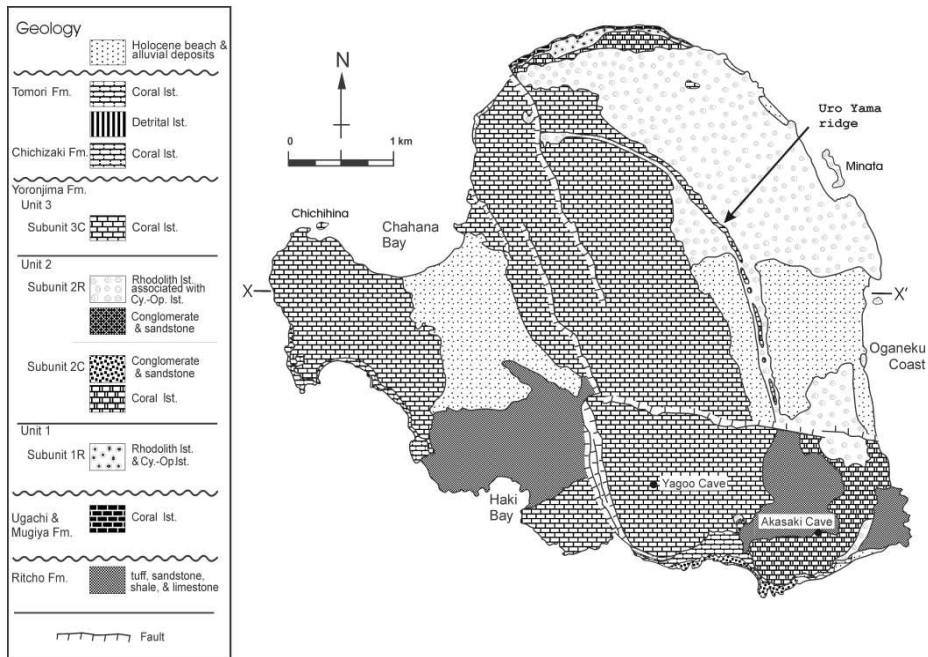 Geology
Holocene beach &
alluvial deposits
Tomori Fm.
Coral lst.
Detrital lst.
Chichizaki Fm.
Coral lst.
Yoronjima Fm.
Unit 3
Subunit 3C
Coral lst.
Unit 2
Subunit 2R
Rhodolith lst.
associated with
Cy.-Op. lst.
Conglomerate
& sandstone
Subunit 2C
Conglomerate
& sandstone
Coral lst.
Unit 1
Subunit 1R
Rhodolith lst.
& Cy.-Op.lst.
Ugachi &
Mugiya Fm.
Coral lst.
Ritcho Fm.
tuff, sandstone,
shale, & limestone
Fault
N
0 1 km
Uro Yama
ridge
Minata
Chichihina
Chahana
Bay
X
X'
Oganeku
Coast
Haki
Bay
Yagoo Cave
Akasaki Cave